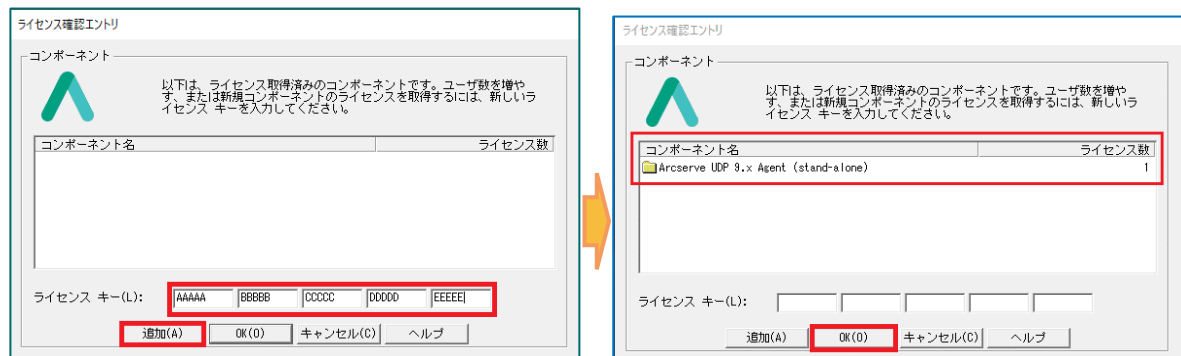 ライセンス確認エントリ
コンポーネント
以下は、ライセンス取得済みのコンポーネントです。ユーザ数を増や
す、または新規コンポーネントのライセンスを取得するには、新しいラ
イセンス キーを入力してください。
コンポーネント名 ライセンス数
ライセンス キー(L): AAAAA BBBBB CCCCC DDDDD EEEEE
追加(A) OK(O) キャンセル(C) ヘルプ
ライセンス確認エントリ
コンポーネント
以下は、ライセンス取得済みのコンポーネントです。ユーザ数を増や
す、または新規コンポーネントのライセンスを取得するには、新しいラ
イセンス キーを入力してください。
コンポーネント名 ライセンス数
Arcserve UDP 9.x Agent (stand-alone) 1
ライセンス キー(L):
追加(A) OK(O) キャンセル(C) ヘルプ